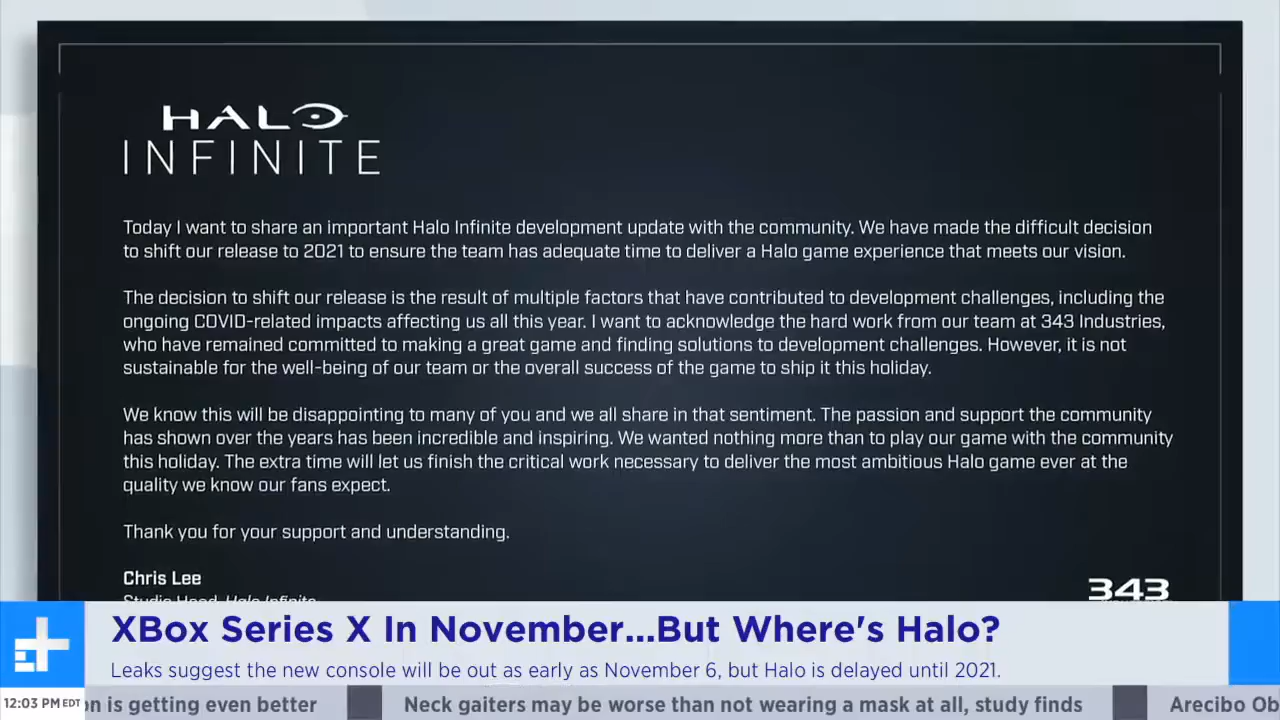 HALO
INFINITE
Today I want to share an important Halo Infinite development update with the community. We have made the difficult decision
to shift our release to 2021 to ensure the team has adequate time to deliver a Halo game experience that meets our vision.
The decision to shift our release is the result of multiple factors that have contributed to development challenges, including the
ongoing COVID-related impacts affecting us all this year. I want to acknowledge the hard work from our team at 343 Industries,
who have remained committed to making a great game and finding solutions to development challenges. However, it is not
sustainable for the well-being of our team or the overall success of the game to ship it this holiday.
We know this will be disappointing to many of you and we all share in that sentiment. The passion and support the community
has shown over the years has been incredible and inspiring. We wanted nothing more than to play our game with the community
this holiday. The extra time will let us finish the critical work necessary to deliver the most ambitious Halo game ever at the
quality we know our fans expect.
Thank you for your support and understanding.
Chris Lee
Studio Head, Halo Infinite
343
XBox Series X In November...But Where's Halo?
Leaks suggest the new console will be out as early as November 6, but Halo is delayed until 2021.
12:03 PM EDT
on is getting even better
Neck gaiters may be worse than not wearing a mask at all, study finds
Arecibo Ob